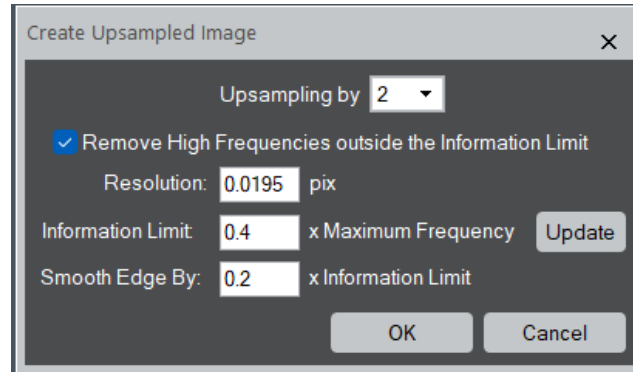 Create Upsampled Image
Upsampling by 2
Remove High Frequencies outside the Information Limit
Resolution: 0.0195 pix
Information Limit: 0.4 x Maximum Frequency Update
Smooth Edge By: 0.2 x Information Limit
OK Cancel